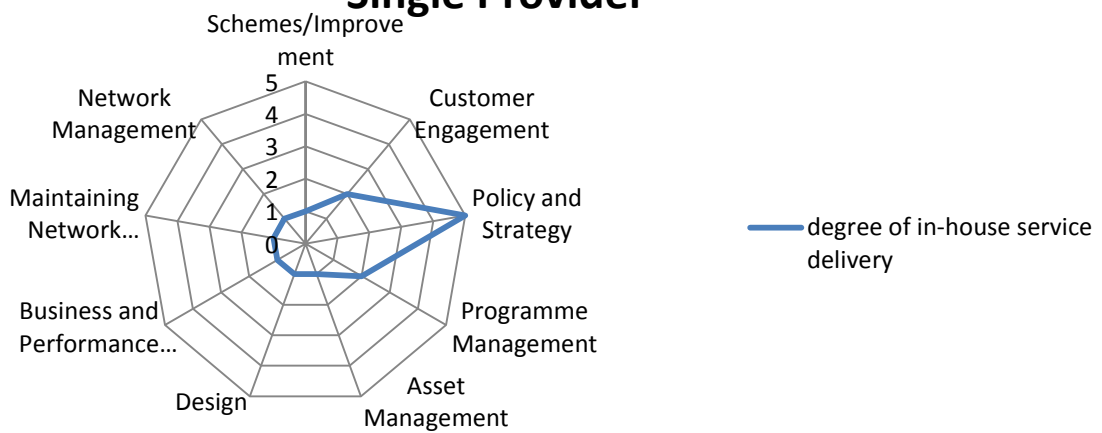 Single Provider
Schemes/Improve
ment
5
4
3
2
1
0
Customer
Engagement
Policy and
Strategy
Programme
Management
Asset
Management
Design
Business and
Performance...
Maintaining
Network...
Network
Management
degree of in-house service
delivery